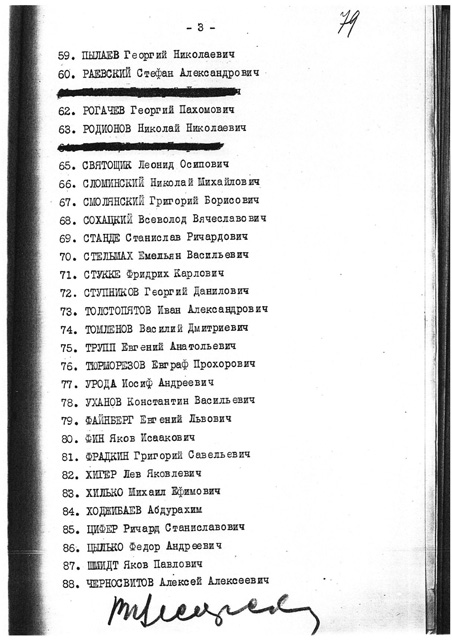 - 3 -
79
59. ПЫЛАЕВ Георгий Николаевич
60. РАЕВСКИЙ Стефан Александрович
62. РОГАЧЕВ Георгий Пахомович
63. РОДИОНОВ Николай Николаевич
65. СВЯТОЩИК Леонид Осипович
66. СЛОМИНСКИЙ Николай Михайлович
67. СМОЛЯНСКИЙ Григорий Борисович
68. СОХАЦКИЙ Всеволод Вячеславович
69. СТАНДЕ Станислав Ричардович
70. СТЕЛЬМАХ Емельян Васильевич
71. СТУККЕ Фридрих Карлович
72. СТУПНИКОВ Георгий Данилович
73. ТОЛСТОПЯТОВ Иван Александрович
74. ТОМЛЕНОВ Василий Дмитриевич
75. ТРУПП Евгений Анатольевич
76. ТЮРМОРЕЗОВ Евграф Прохорович
77. УРОДА Иосиф Андреевич
78. УХАНОВ Константин Васильевич
79. ФАЙНБЕРГ Евгений Львович
80. ФИН Яков Исаакович
81. ФРАДКИН Григорий Савельевич
82. ХИГЕР Лев Яковлевич
83. ХИЛЬКО Михаил Ефимович
84. ХОДЖИБАЕВ Абдурахим
85. ЦИФЕР Ричард Станиславович
86. ЦЫЛЬКО Федор Андреевич
87. ШМИДТ Яков Павлович
88. ЧЕРНОСВИТОВ Алексей Алексеевич